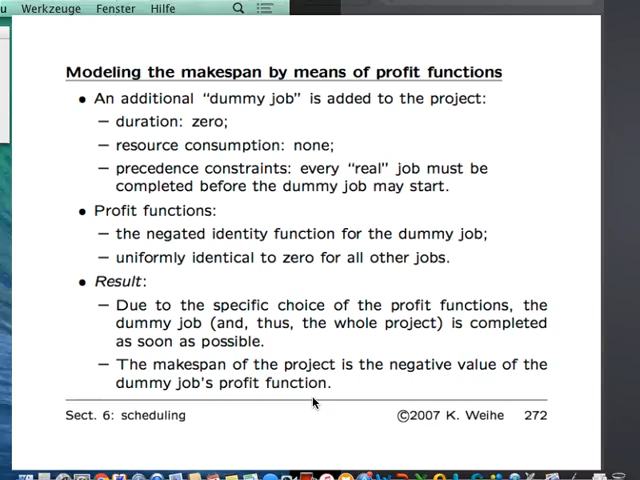 u Werkzeuge Fenster Hilfe
Modeling the makespan by means of profit functions
• An additional “dummy job” is added to the project:
– duration: zero;
– resource consumption: none;
– precedence constraints: every “real” job must be
completed before the dummy job may start.
• Profit functions:
– the negated identity function for the dummy job;
– uniformly identical to zero for all other jobs.
• Result:
– Due to the specific choice of the profit functions, the
dummy job (and, thus, the whole project) is completed
as soon as possible.
– The makespan of the project is the negative value of the
dummy job's profit function.
Sect. 6: scheduling ©2007 K. Weihe 272